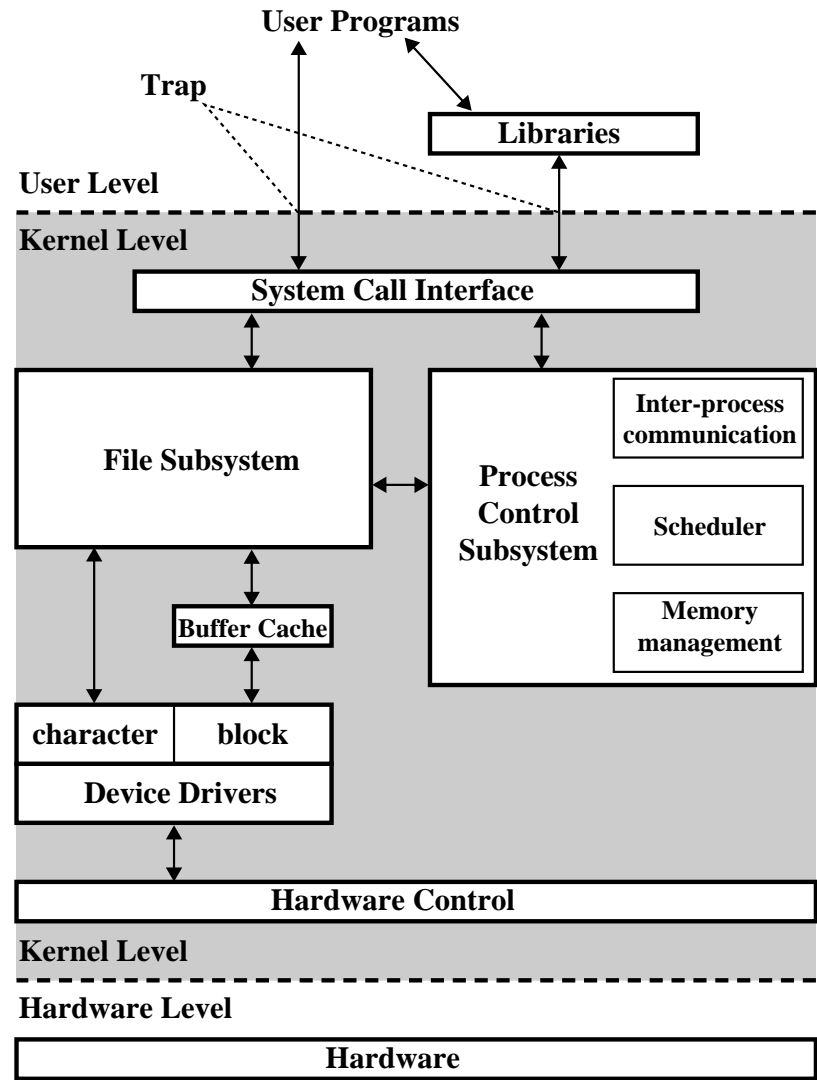 User Programs
Trap
Libraries
User Level
Kernel Level
System Call Interface
File Subsystem
Process
Control
Subsystem
Inter-process
communication
Scheduler
Memory
management
Buffer Cache
character
block
Device Drivers
Hardware Control
Kernel Level
Hardware Level
Hardware